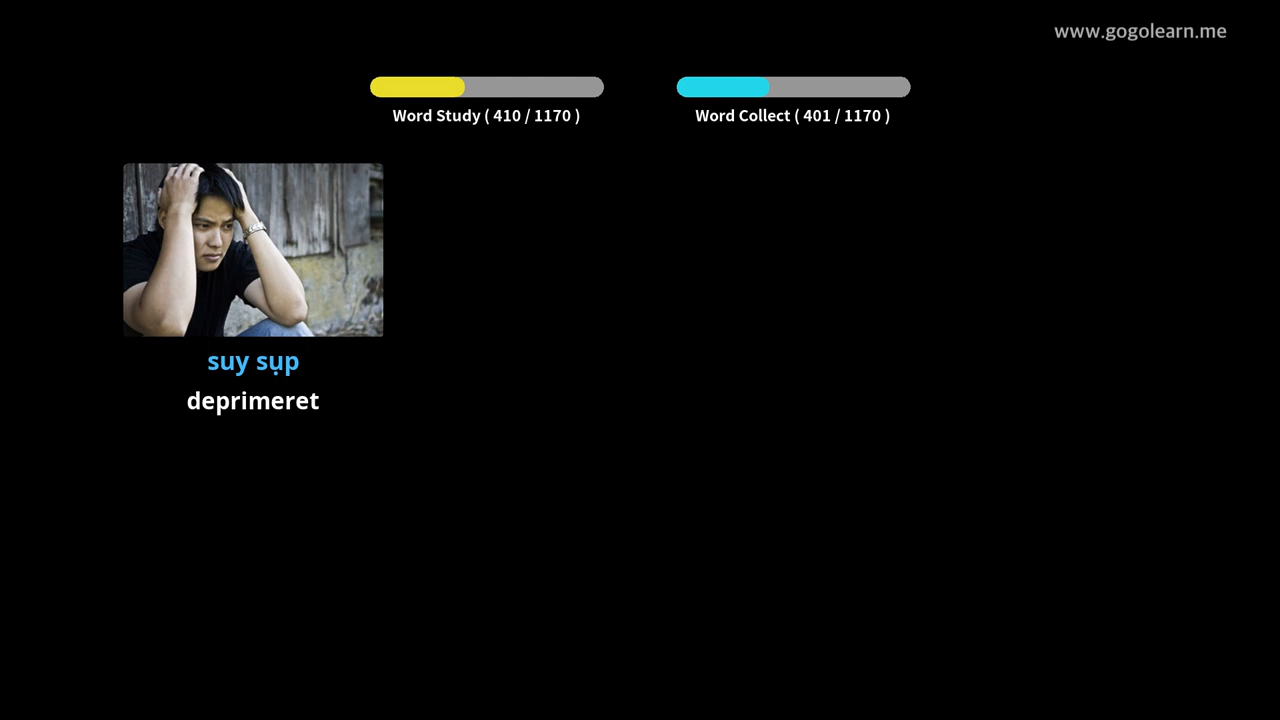 www.gogolearn.me
Word Study ( 410 / 1170 )
Word Collect ( 401 / 1170 )
suy sụp
deprimeret